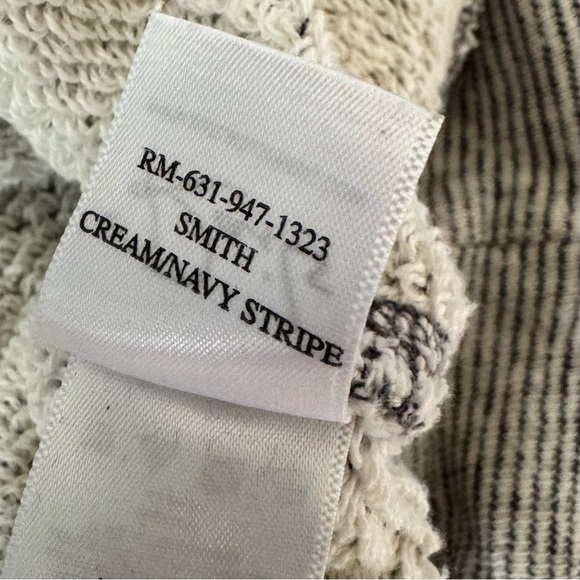 RM-631-947-1323
SMITH
CREAM/NAVY STRIPE